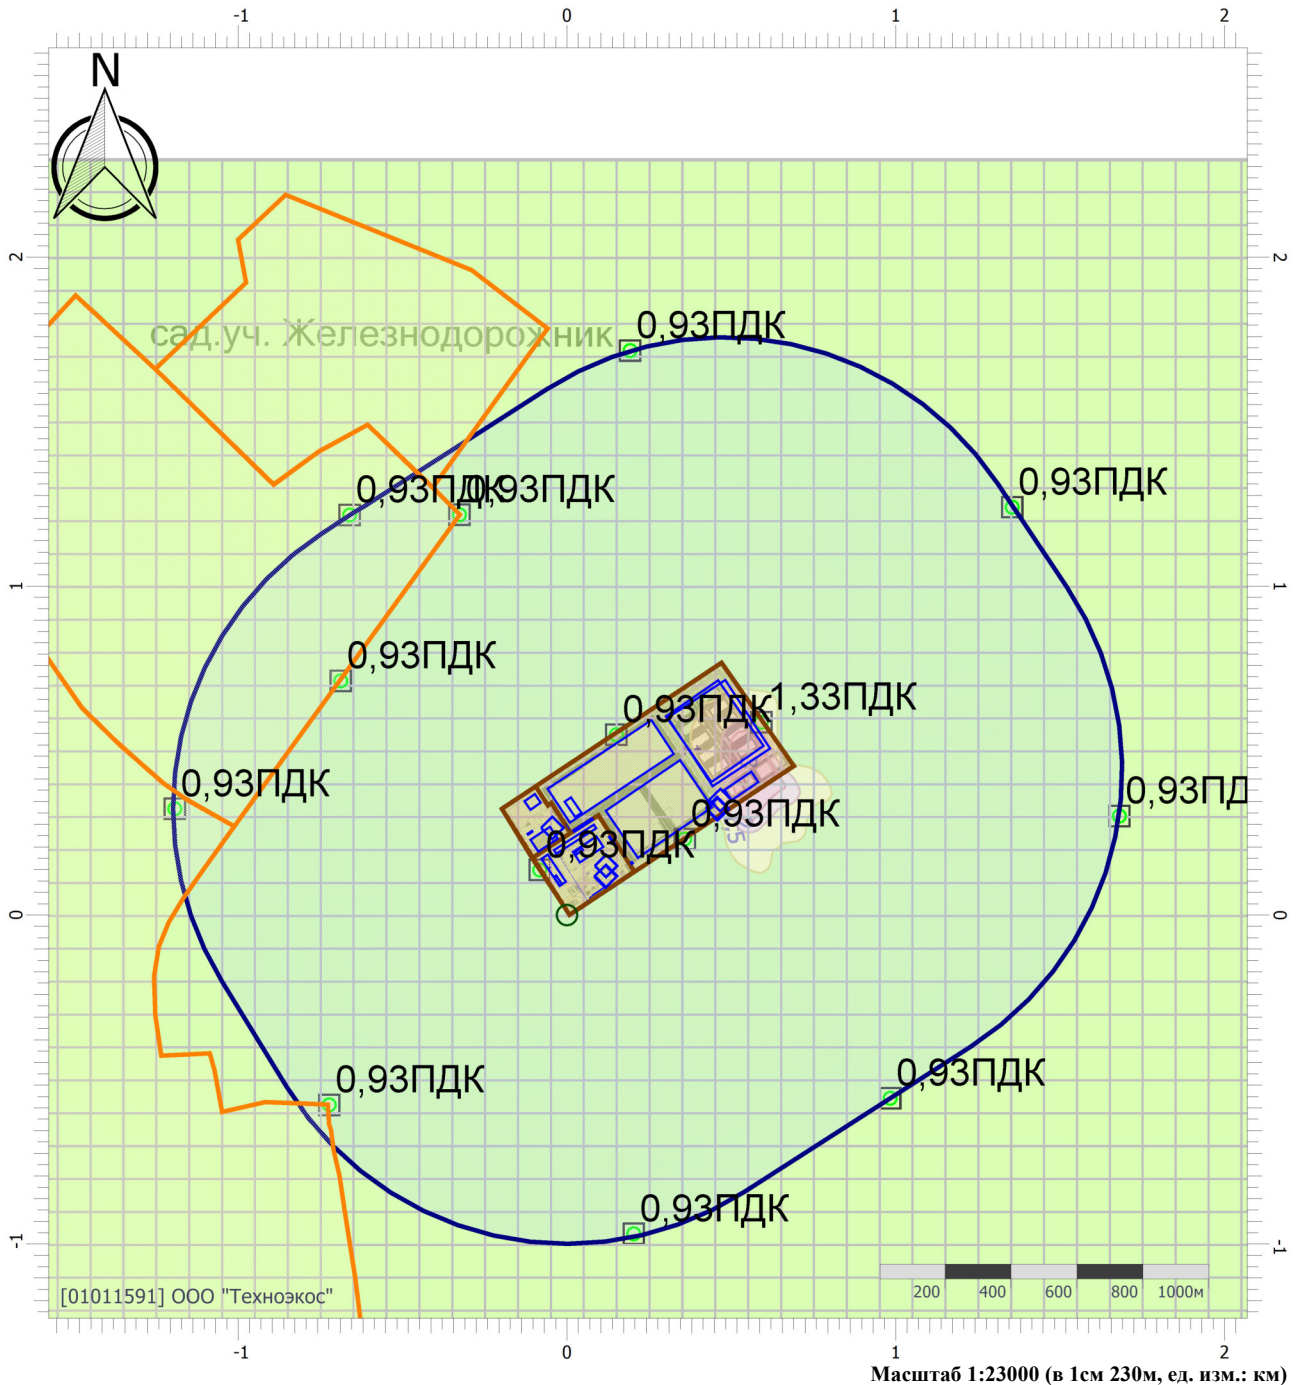 -1 0 1 2
N
2 2
сад.уч. Железнодорожник
0,93ПДК
0,93ПДК 0,93ПДК
0,93ПДК
1 1
0,93ПДК
0,93ПДК 1,33ПДК
0,93ПДК 0,93ПД
0,93ПДК
0,93ПДК
0 0
0,93ПДК 0,93ПДК
0,93ПДК
-1 -1
200 400 600 800 1000м
[01011591] ООО "Техноэкос"
-1 0 1 2
Масштаб 1:23000 (в 1см 230м, ед. изм.: км)